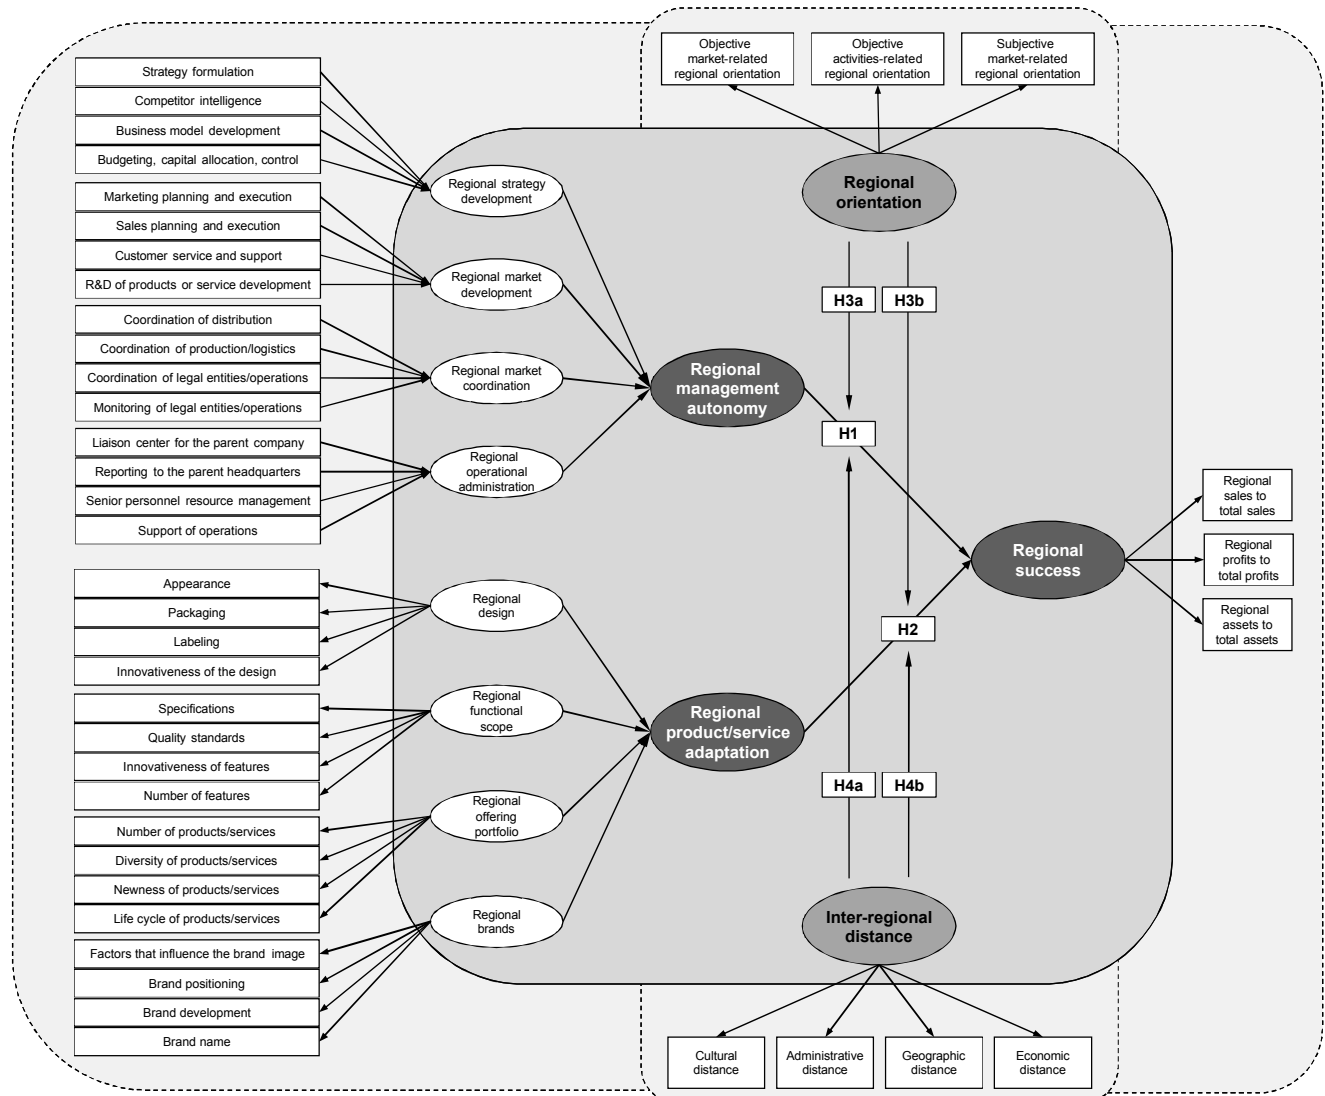 Objective
market-related
regional orientation
Objective
activities-related
regional orientation
Subjective
market-related
regional orientation
Strategy formulation
Competitor intelligence
Business model development
Budgeting, capital allocation, control
Marketing planning and execution
Sales planning and execution
Customer service and support
R&D of products or service development
Coordination of distribution
Coordination of production/logistics
Coordination of legal entities/operations
Monitoring of legal entities/operations
Liaison center for the parent company
Reporting to the parent headquarters
Senior personnel resource management
Support of operations
Appearance
Packaging
Labeling
Innovativeness of the design
Specifications
Quality standards
Innovativeness of features
Number of features
Number of products/services
Diversity of products/services
Newness of products/services
Life cycle of products/services
Factors that influence the brand image
Brand positioning
Brand development
Brand name
Regional strategy
development
Regional market
development
Regional market
coordination
Regional
operational
administration
Regional
design
Regional
functional
scope
Regional
offering
portfolio
Regional
brands
Regional
management
autonomy
Regional
product/service
adaptation
Regional
orientation
H3a
H3b
H1
H2
H4a
H4b
Inter-regional
distance
Regional
success
Regional
sales to
total sales
Regional
profits to
total profits
Regional
assets to
total assets
Cultural
distance
Administrative
distance
Geographic
distance
Economic
distance